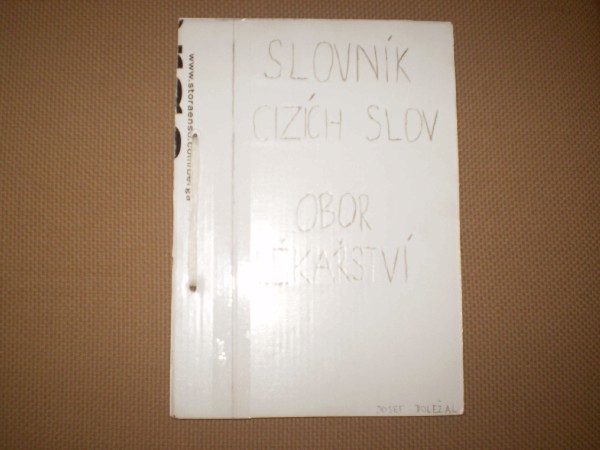 SLOVNÍK
CIZÍCH SLOV
OBOR
LÉKAŘSTVÍ
JOSEF DOLEŽAL